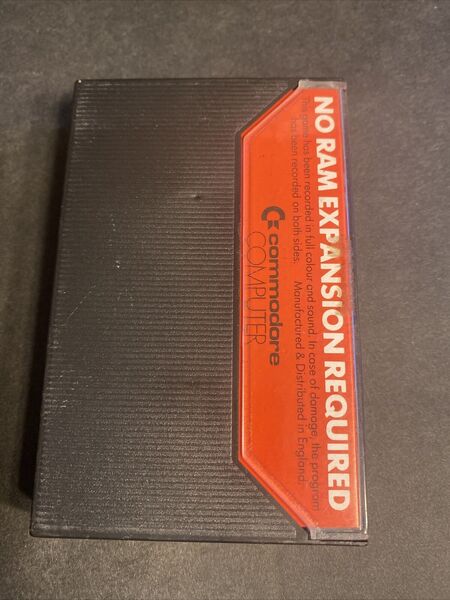 NO RAM EXPANSION REQUIRED
This game has been recorded in full colour and sound. In case of damage, the program
has been recorded on both sides. Manufactured & Distributed in England.
commodore
COMPUTER